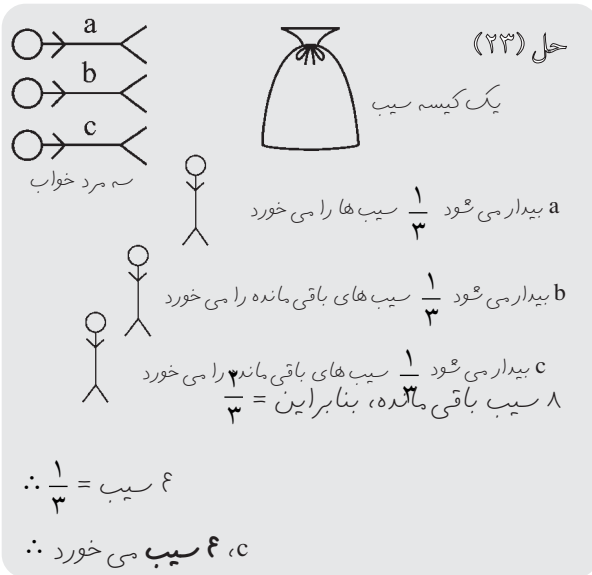 حل (۲۳)
a
b
c
سه مرد خواب
یک کیسه سیب
a بیدار می شود ۱/۳ سیب ها را می خورد
b بیدار می شود ۱/۳ سیب های باقی مانده را می خورد
c بیدار می شود ۱/۳ سیب های باقی مانده را می خورد
۸ سیب باقی مانده، بنابراین = ۲/۳
∴ ۱/۳ = ۴ سیب
∴ c، ۴ سیب می خورد